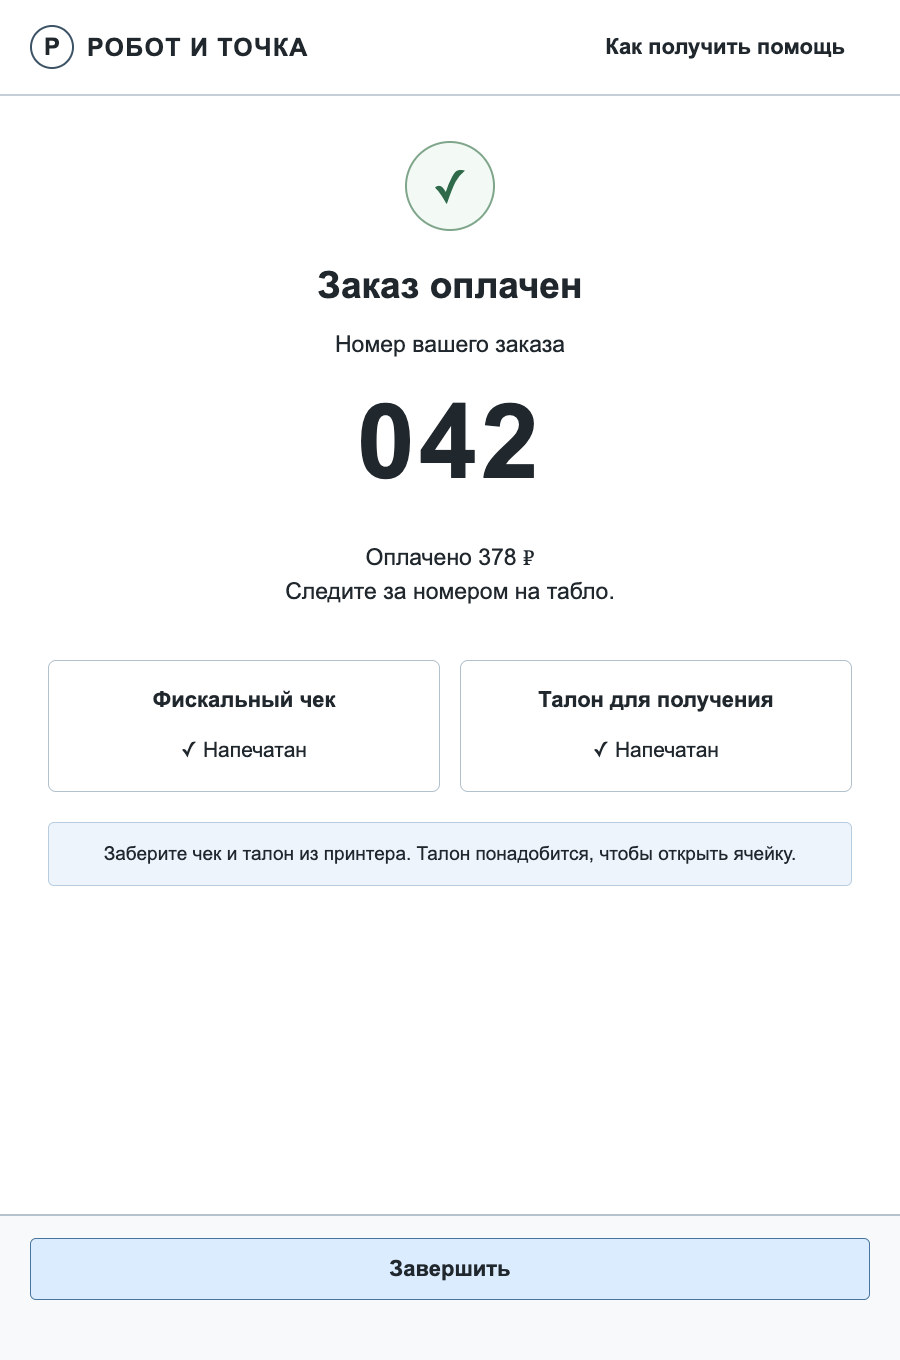 Р РОБОТ И ТОЧКА
Как получить помощь
✓
Заказ оплачен
Номер вашего заказа
042
Оплачено 378 ₽
Следите за номером на табло.
Фискальный чек
✓ Напечатан
Талон для получения
✓ Напечатан
Заберите чек и талон из принтера. Талон понадобится, чтобы открыть ячейку.
Завершить